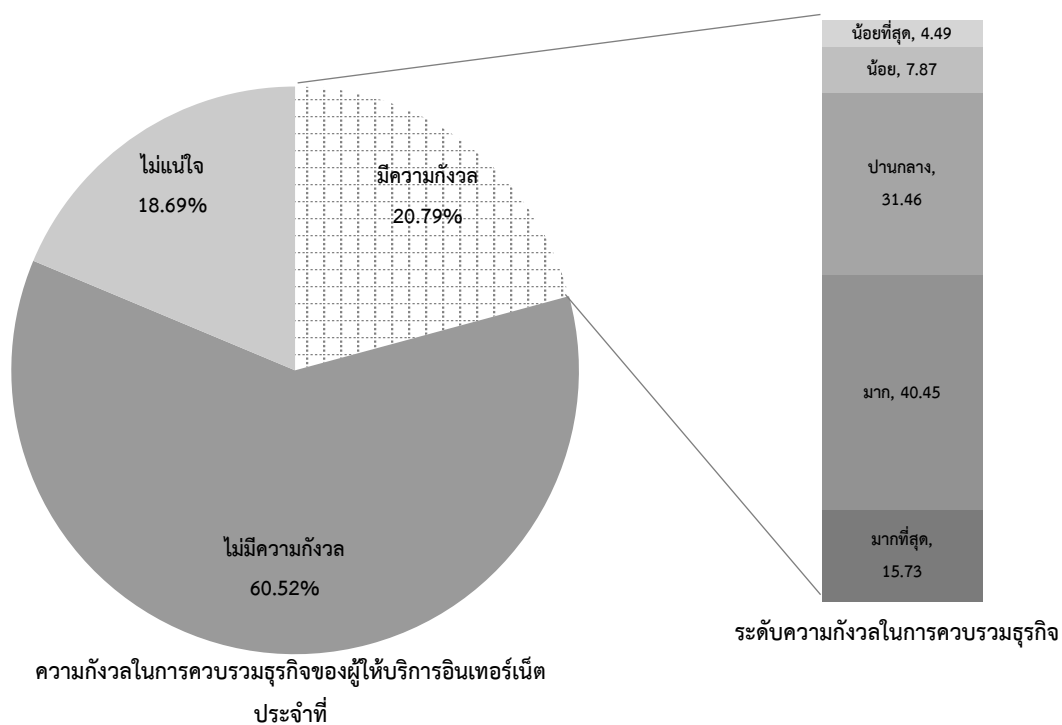 ไม่แน่ใจ
18.69%
มีความกังวล
20.79%
ไม่มีความกังวล
60.52%
ความกังวลในการควบรวมธุรกิจของผู้ให้บริการอินเทอร์เน็ต
ประจำที่
น้อยที่สุด, 4.49
น้อย, 7.87
ปานกลาง,
31.46
มาก, 40.45
มากที่สุด,
15.73
ระดับความกังวลในการควบรวมธุรกิจ